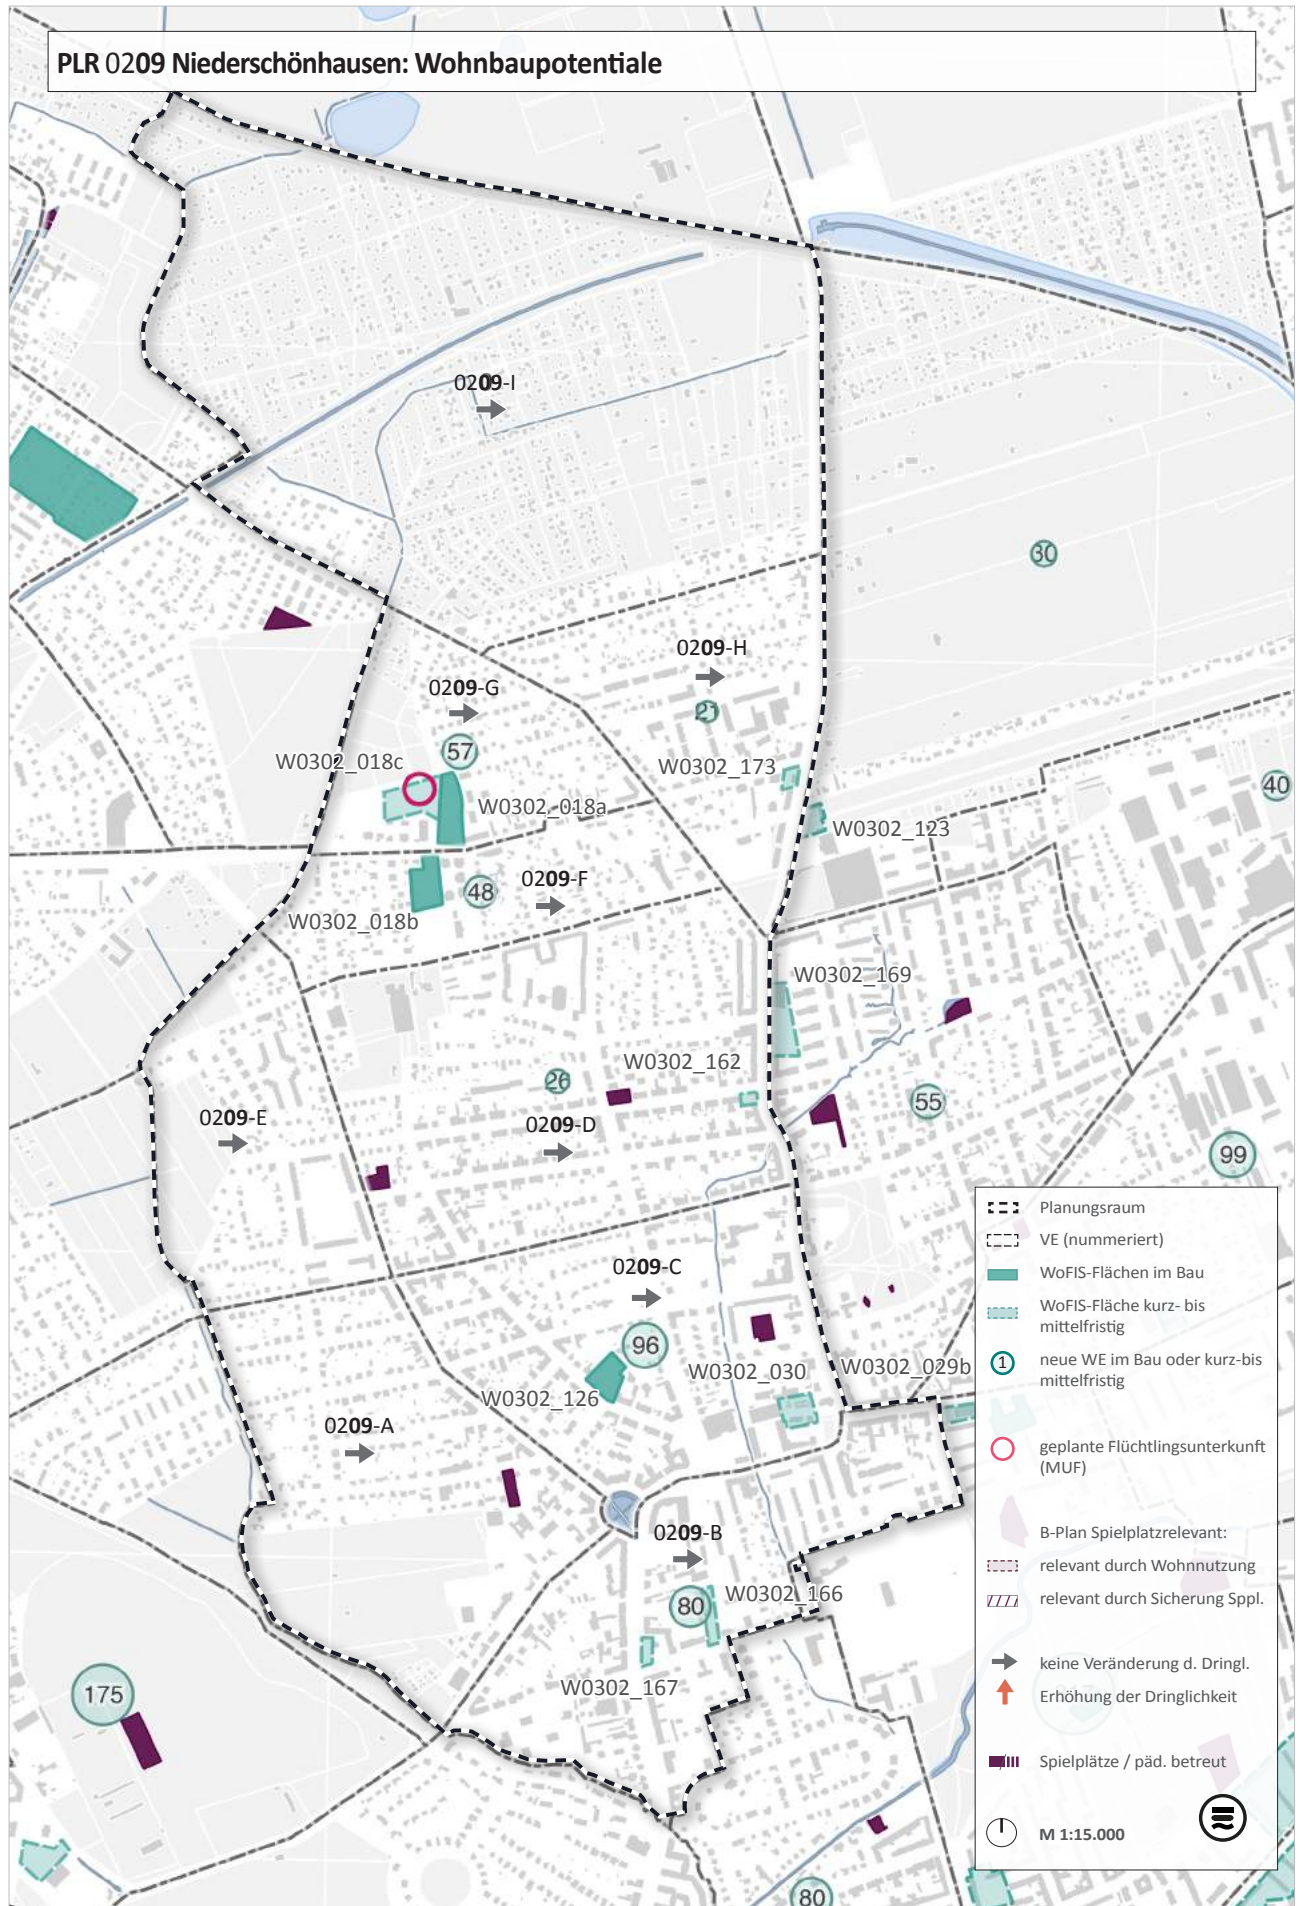 PLR 0209 Niederschönhausen: Wohnbaupotentiale
0209-I
30
0209-H
0209-G
21
57
W0302_018c
W0302_173
40
W0302_018a
W0302_123
0209-F
48
W0302_018b
W0302_169
W0302_162
26
55
0209-E
0209-D
99
Planungsraum
VE (nummeriert)
0209-C
WoFIS-Flächen im Bau
WoFIS-Fläche kurz- bis
mittelfristig
96
1
neue WE im Bau oder kurz-bis
mittelfristig
W0302_030
W0302_029b
W0302_126
0209-A
geplante Flüchtlingsunterkunft
(MUF)
0209-B
B-Plan Spielplatzrelevant:
relevant durch Wohnnutzung
W0302_166
relevant durch Sicherung Sppl.
80
keine Veränderung d. Dringl.
W0302_167
175
Erhöhung der Dringlichkeit
Spielplätze / päd. betreut
M 1:15.000
80